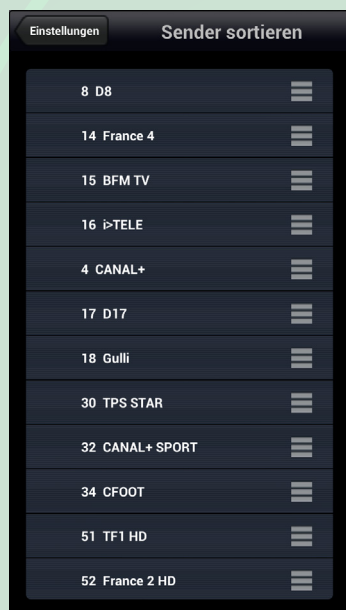 Einstellungen
Sender sortieren
8 D8
14 France 4
15 BFM TV
16 i>TELE
4 CANAL+
17 D17
18 Gulli
30 TPS STAR
32 CANAL+ SPORT
34 CFOOT
51 TF1 HD
52 France 2 HD